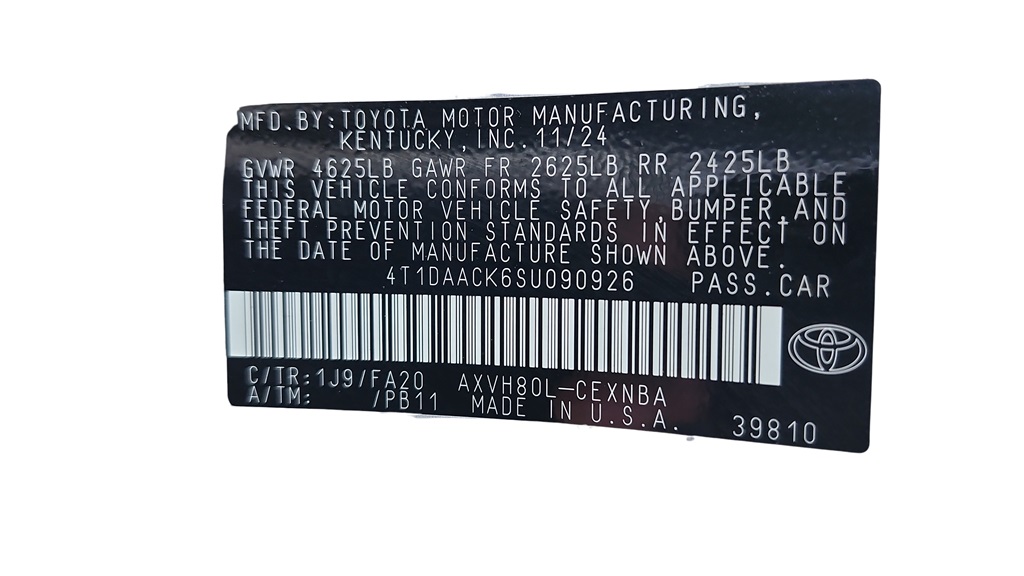 MFD.BY:TOYOTA MOTOR MANUFACTURING,
KENTUCKY, INC. 11/24
GVWR 4625LB GAWR FR 2625LB RR 2425LB
THIS VEHICLE CONFORMS TO ALL APPLICABLE
FEDERAL MOTOR VEHICLE SAFETY,BUMPER,AND
THEFT PREVENTION STANDARDS IN EFFECT ON
THE DATE OF MANUFACTURE SHOWN ABOVE.
4T1DAACK6SU090926 PASS.CAR
C/TR:1J9/FA20 AXVH80L-CEXNBA
A/TM: /PB11 MADE IN U.S.A. 39810